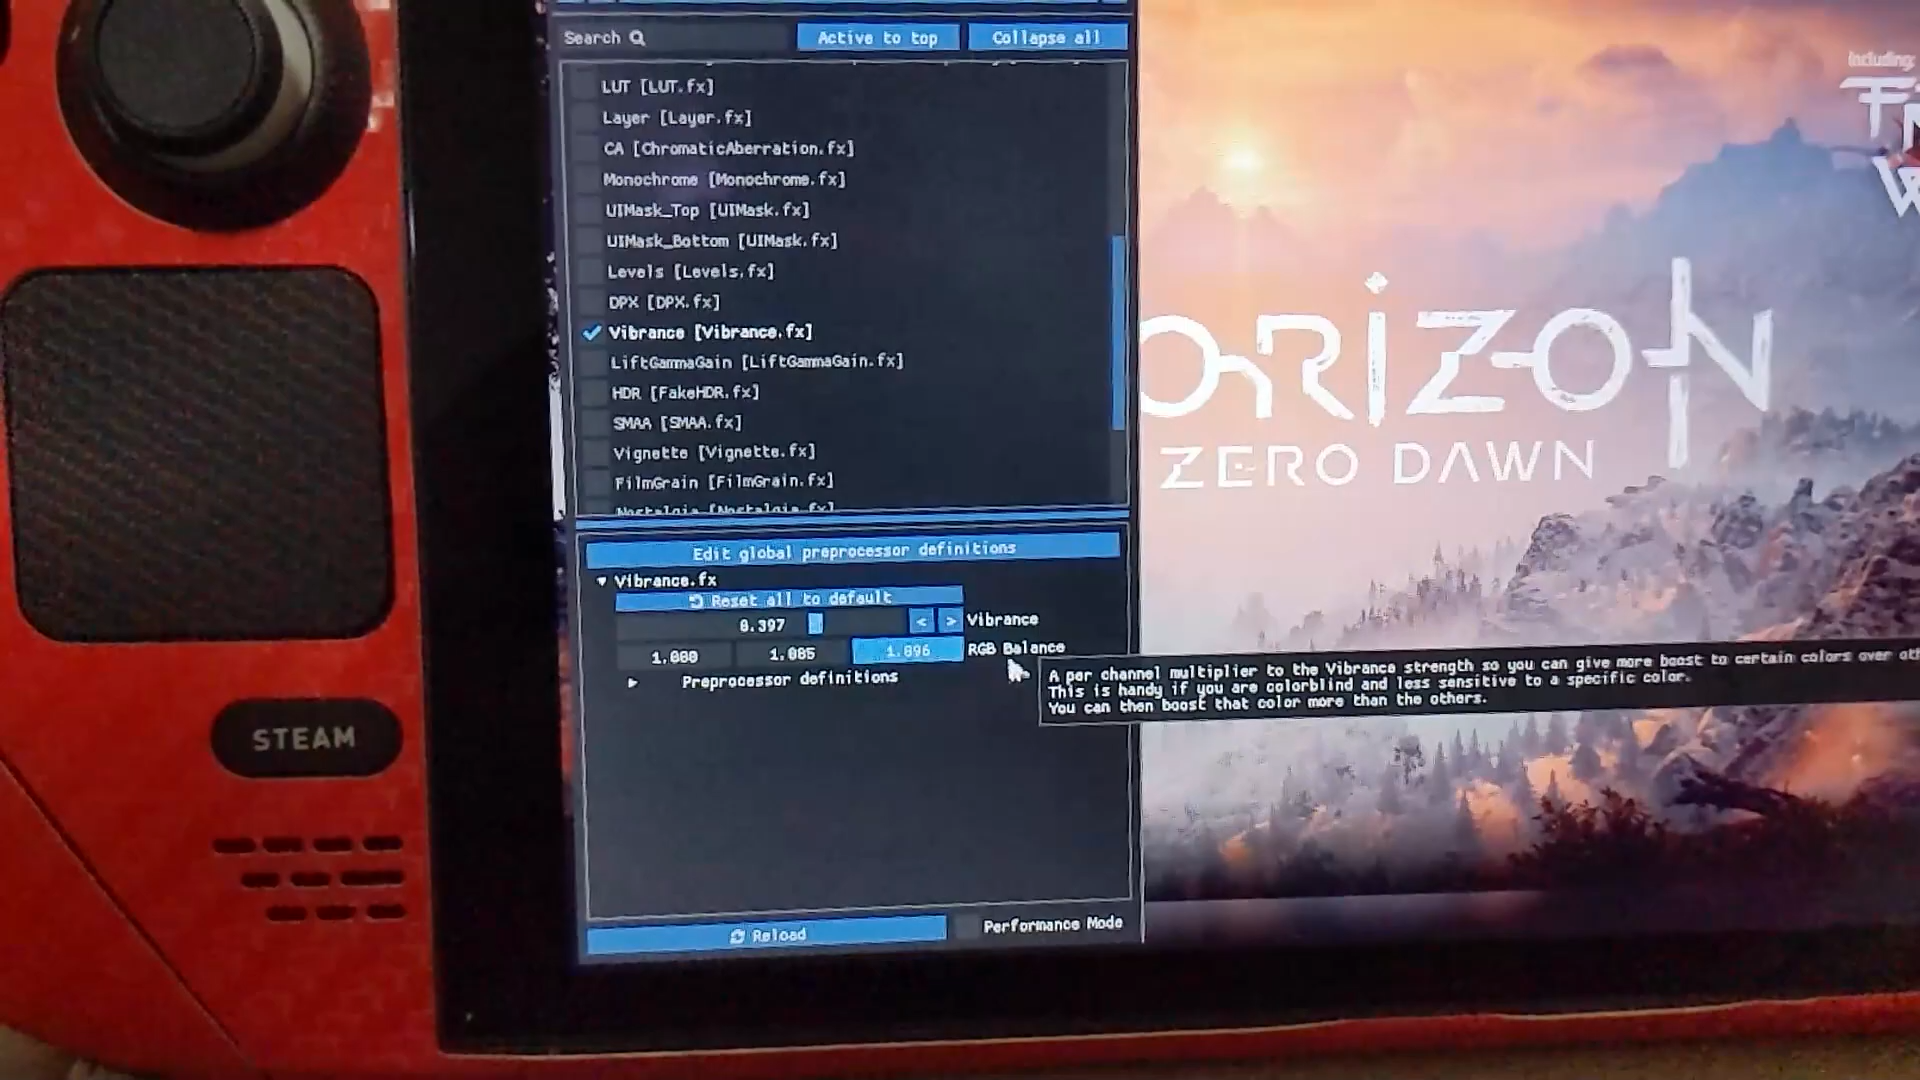 Search
Active to top
Collapse all
LUT [LUT.fx]
Layer [Layer.fx]
CA [ChromaticAberration.fx]
Monochrome [Monochrome.fx]
UIMask_Top [UIMask.fx]
UIMask_Bottom [UIMask.fx]
Levels [Levels.fx]
DPX [DPX.fx]
Vibrance [Vibrance.fx]
LiftGammaGain [LiftGammaGain.fx]
HDR [FakeHDR.fx]
SMAA [SMAA.fx]
Vignette [Vignette.fx]
FilmGrain [FilmGrain.fx]
Nostalgia [Nostalgia.fx]
Edit global preprocessor definitions
Vibrance.fx
Reset all to default
0.397 < > Vibrance
1.000 1.005 1.096 RGB Balance
Preprocessor definitions
A per channel multiplier to the Vibrance strength so you can give more boost to certain colors over
This is handy if you are colorblind and less sensitive to a specific color.
You can then boost that color more than the others.
Reload
Performance Mode
Including:
ORIZON
ZERO DAWN
STEAM